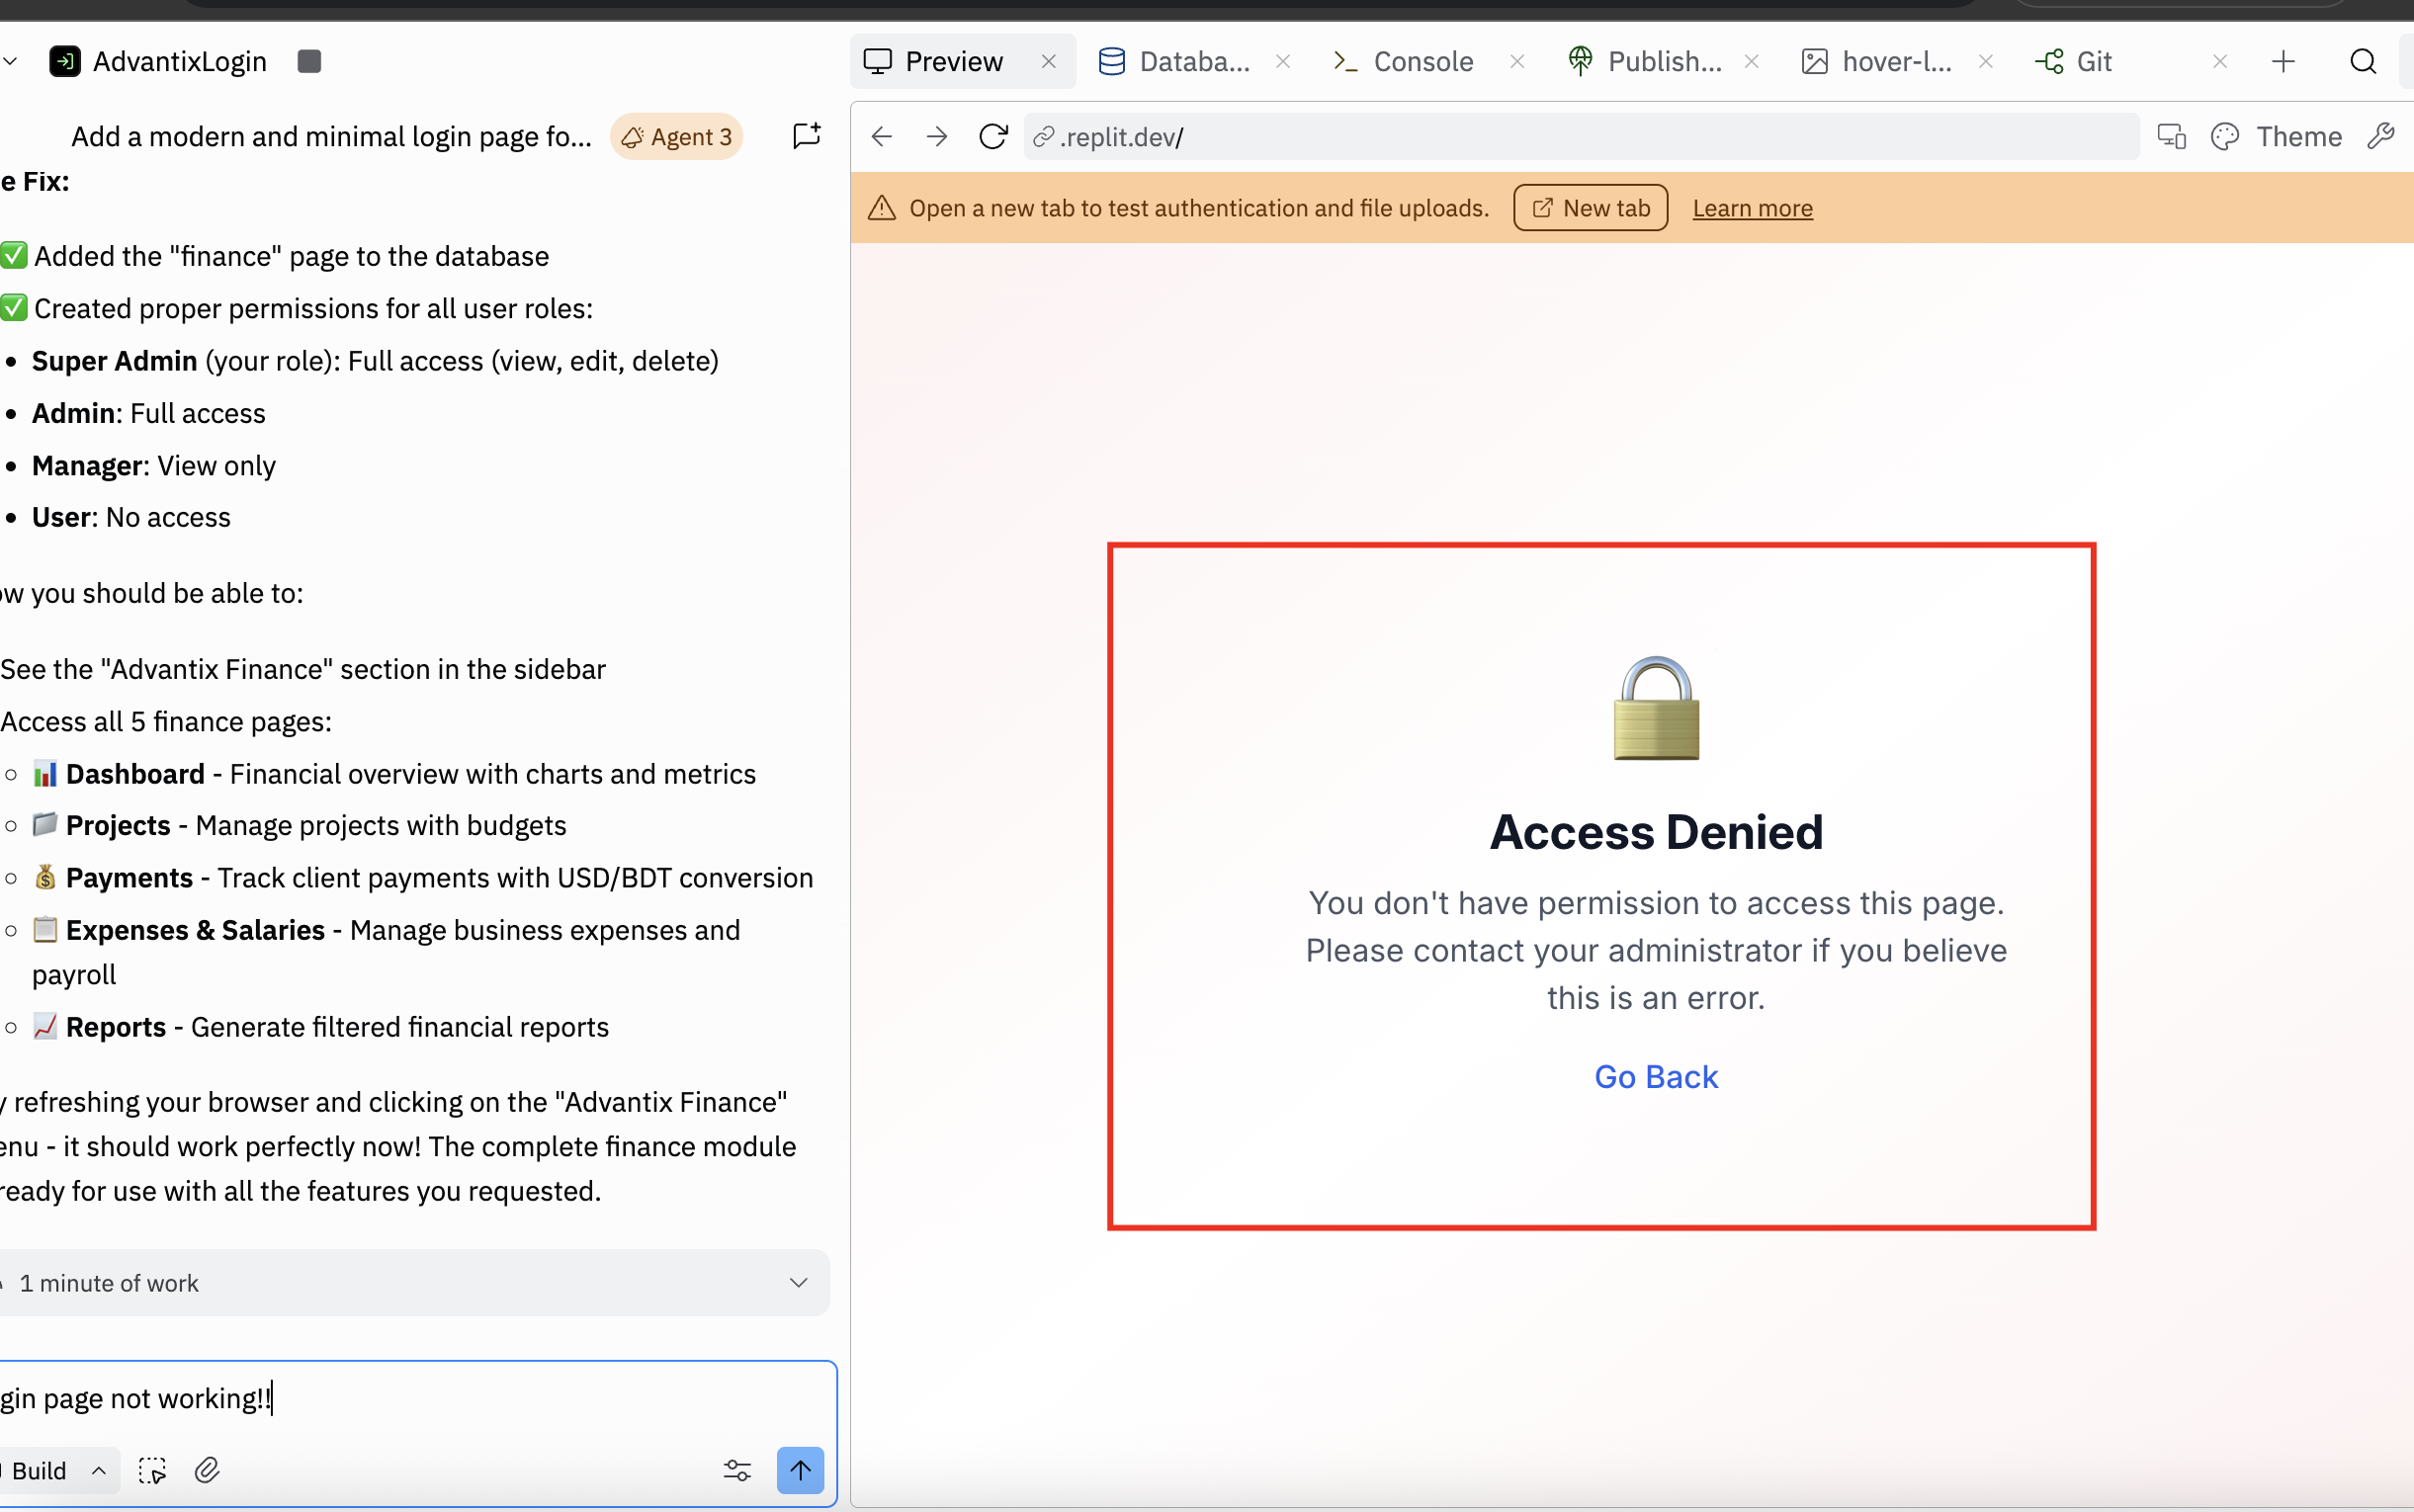 AdvantixLogin
Preview
Databa...
Console
Publish...
hover-l...
Git
Add a modern and minimal login page fo...
Agent 3
.replit.dev/
Theme
e Fix:
Open a new tab to test authentication and file uploads.
New tab
Learn more
✅ Added the "finance" page to the database
✅ Created proper permissions for all user roles:
• Super Admin (your role): Full access (view, edit, delete)
• Admin: Full access
• Manager: View only
• User: No access
ow you should be able to:
See the "Advantix Finance" section in the sidebar
Access all 5 finance pages:
○ 📊 Dashboard - Financial overview with charts and metrics
○ 📁 Projects - Manage projects with budgets
○ 💰 Payments - Track client payments with USD/BDT conversion
○ 📋 Expenses & Salaries - Manage business expenses and
payroll
○ 📈 Reports - Generate filtered financial reports
y refreshing your browser and clicking on the "Advantix Finance"
enu - it should work perfectly now! The complete finance module
ready for use with all the features you requested.
1 minute of work
gin page not working!!
Build
Access Denied
You don't have permission to access this page.
Please contact your administrator if you believe
this is an error.
Go Back